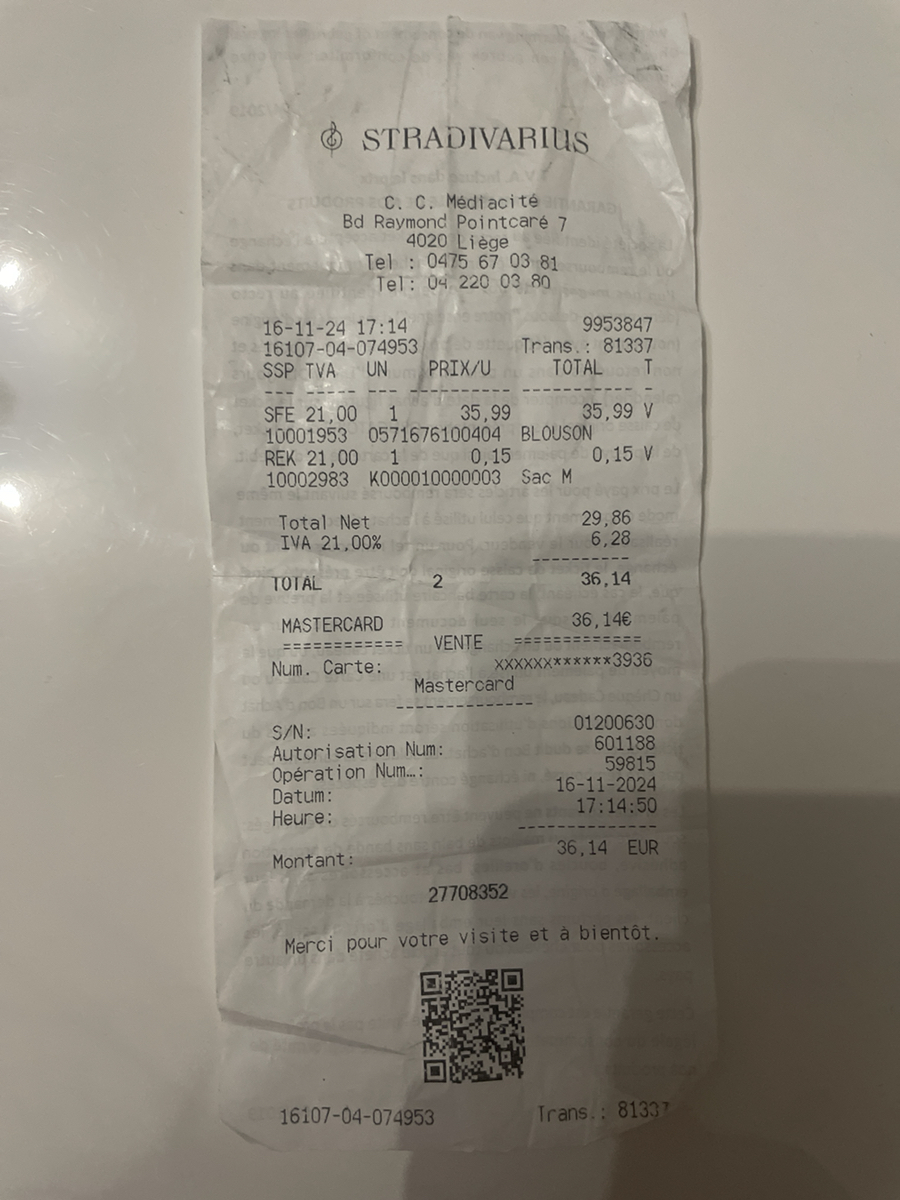 STRADIVARIUS
C. C. Médiacité
Bd Raymond Pointcaré 7
4020 Liège
Tel : 0475 67 03 81
Tel: 04 220 03 80
16-11-24 17:14 9953847
16107-04-074953 Trans.: 81337
SSP TVA UN PRIX/U TOTAL T
--- ----- --- ---------- ----------- -
SFE 21,00 1 35,99 35,99 V
10001953 0571676100404 BLOUSON
REK 21,00 1 0,15 0,15 V
10002983 K000010000003 Sac M
Total Net 29,86
IVA 21,00% 6,28
----------
TOTAL 2 36,14
MASTERCARD 36,14€
============ VENTE =============
Num. Carte: XXXXXX******3936
Mastercard
--------------
S/N: 01200630
Autorisation Num: 601188
Opération Num…: 59815
Datum: 16-11-2024
Heure: 17:14:50
--------------
Montant: 36,14 EUR
27708352
Merci pour votre visite et à bientôt.
16107-04-074953 Trans.: 81337